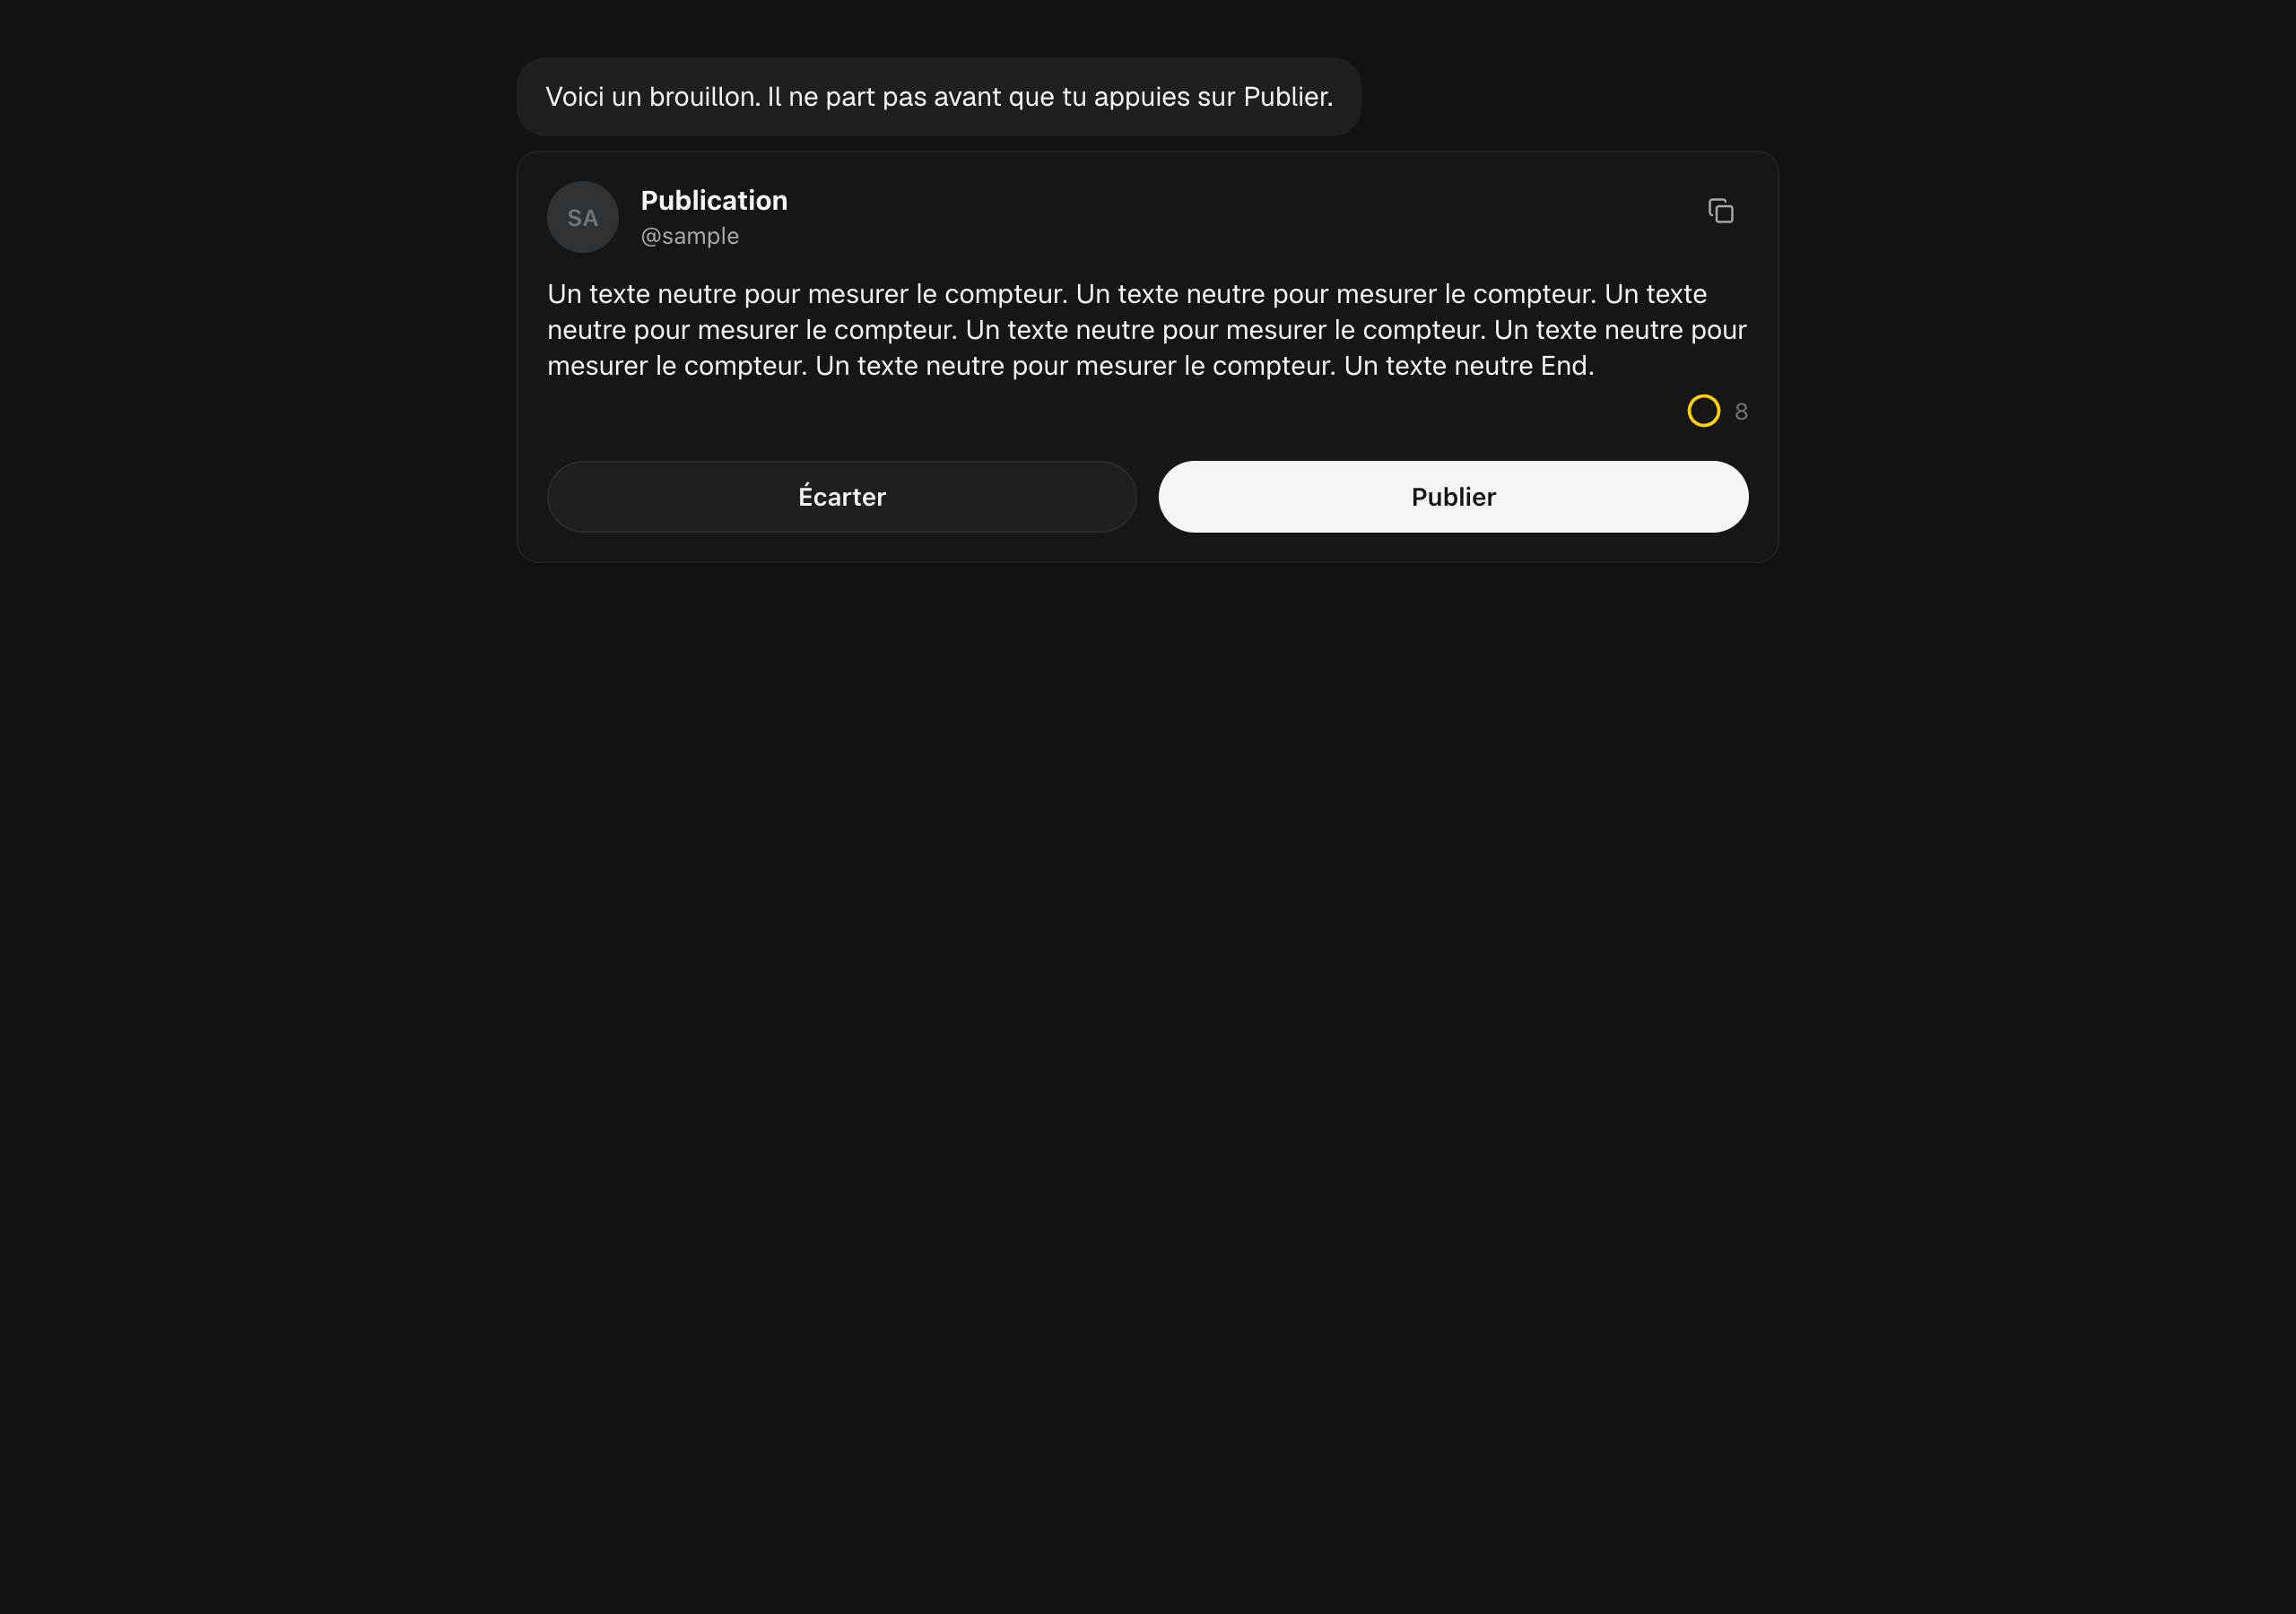 Voici un brouillon. Il ne part pas avant que tu appuies sur Publier.
SA
Publication
@sample
Un texte neutre pour mesurer le compteur. Un texte neutre pour mesurer le compteur. Un texte
neutre pour mesurer le compteur. Un texte neutre pour mesurer le compteur. Un texte neutre pour
mesurer le compteur. Un texte neutre pour mesurer le compteur. Un texte neutre End.
8
Écarter
Publier